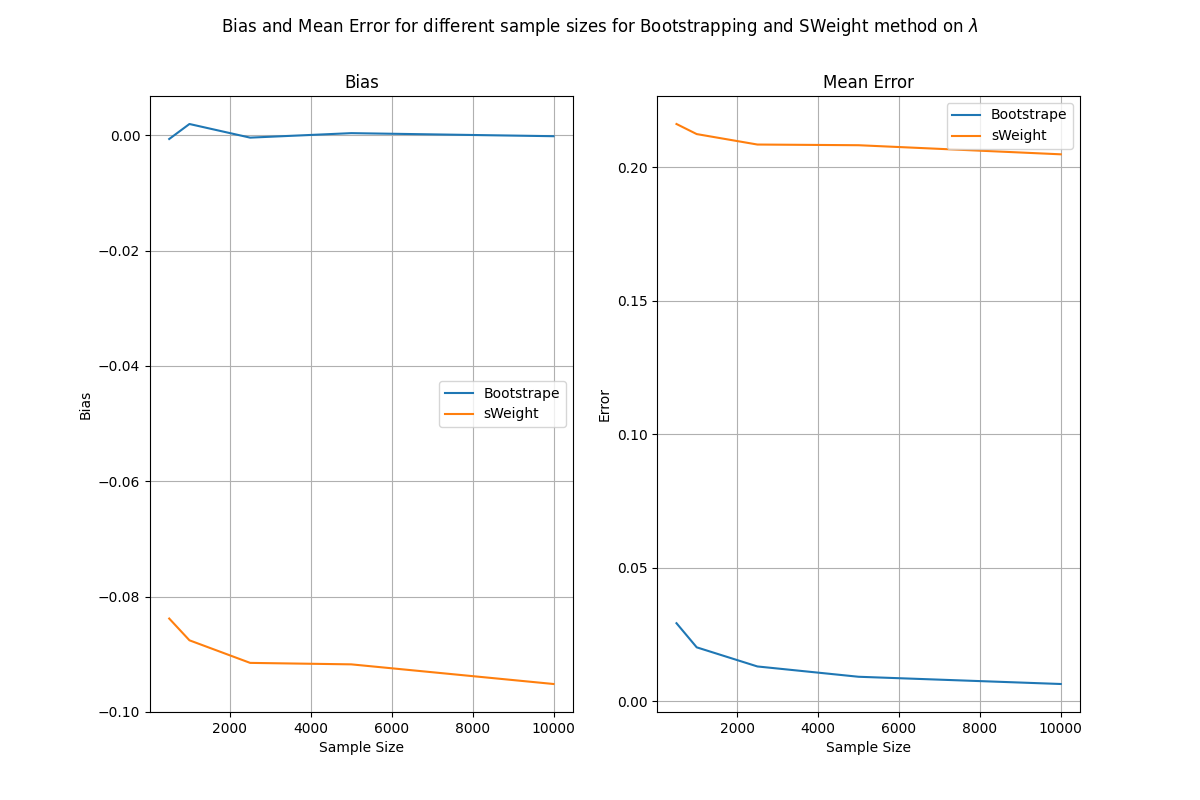 Bias and Mean Error for different sample sizes for Bootstrapping and SWeight method on λ
Bias
0.00
−0.02
−0.04
−0.06
−0.08
−0.10
Bias
Bootstrape
sWeight
2000 4000 6000 8000 10000
Sample Size
Mean Error
Bootstrape
sWeight
0.20
0.15
0.10
0.05
0.00
Error
2000 4000 6000 8000 10000
Sample Size